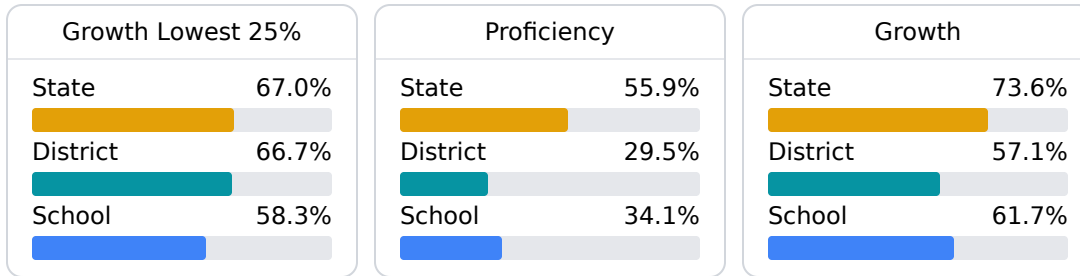 Growth Lowest 25%
State 67.0%
District 66.7%
School 58.3%
Proficiency
State 55.9%
District 29.5%
School 34.1%
Growth
State 73.6%
District 57.1%
School 61.7%